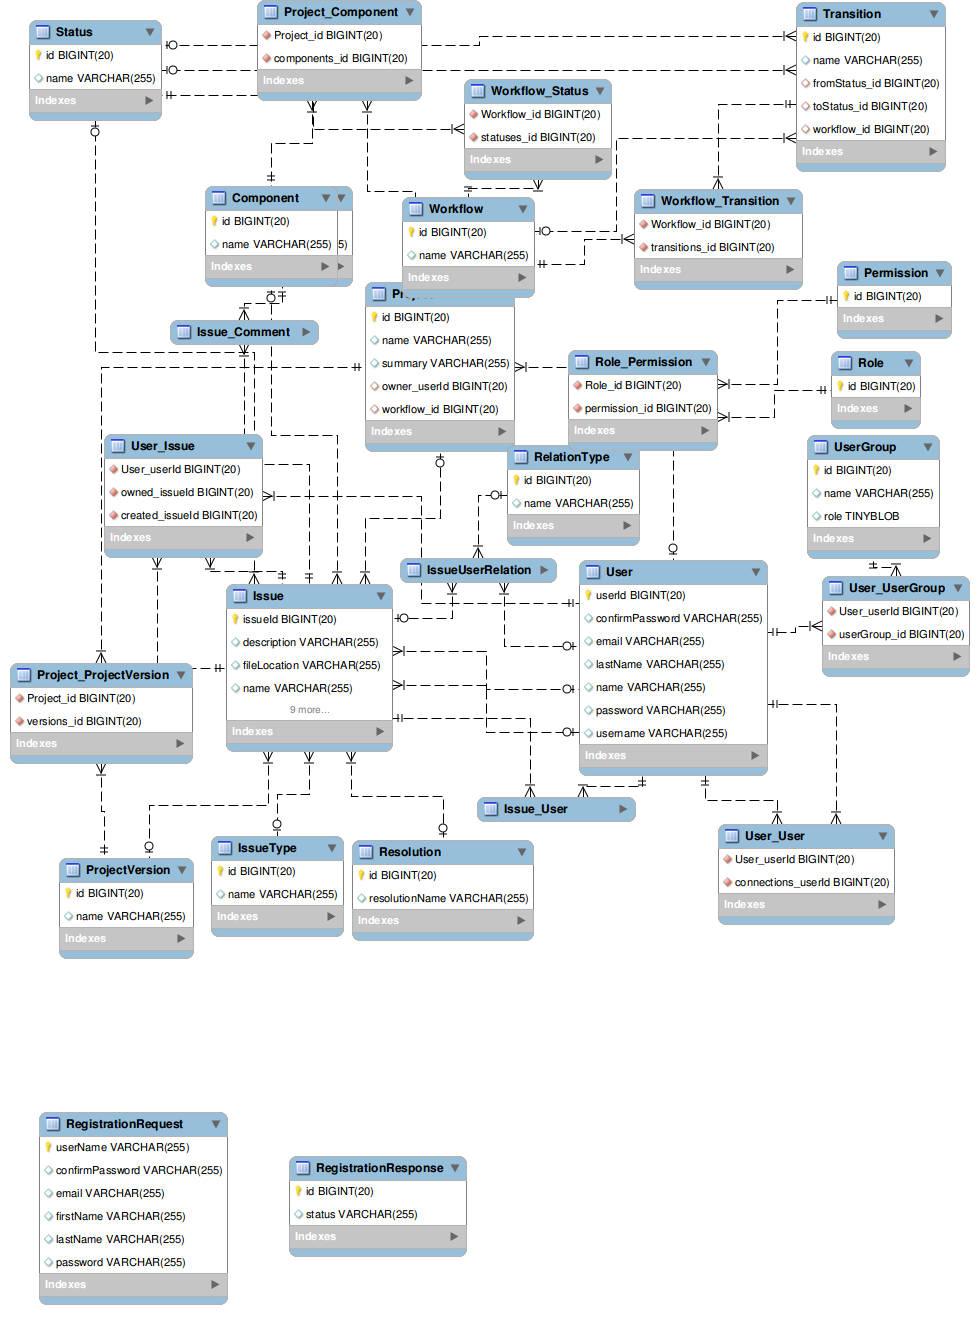 Project_Component
Project_id BIGINT(20)
components_id BIGINT(20)
Indexes
Transition
id BIGINT(20)
name VARCHAR(255)
fromStatus_id BIGINT(20)
toStatus_id BIGINT(20)
workflow_id BIGINT(20)
Indexes
Status
id BIGINT(20)
name VARCHAR(255)
Indexes
Workflow_Status
Workflow_id BIGINT(20)
statuses_id BIGINT(20)
Indexes
Component
id BIGINT(20)
name VARCHAR(255)
5)
Indexes
Workflow
id BIGINT(20)
name VARCHAR(255)
Indexes
Workflow_Transition
Workflow_id BIGINT(20)
transitions_id BIGINT(20)
Indexes
Permission
id BIGINT(20)
Indexes
Issue_Comment
id BIGINT(20)
name VARCHAR(255)
summary VARCHAR(255)
owner_userId BIGINT(20)
workflow_id BIGINT(20)
Indexes
Role_Permission
Role_id BIGINT(20)
permission_id BIGINT(20)
Indexes
Role
id BIGINT(20)
Indexes
User_Issue
User_userId BIGINT(20)
owned_issueId BIGINT(20)
created_issueId BIGINT(20)
Indexes
RelationType
id BIGINT(20)
name VARCHAR(255)
Indexes
UserGroup
id BIGINT(20)
name VARCHAR(255)
role TINYBLOB
Indexes
IssueUserRelation
User
userId BIGINT(20)
confirmPassword VARCHAR(255)
email VARCHAR(255)
lastName VARCHAR(255)
name VARCHAR(255)
password VARCHAR(255)
username VARCHAR(255)
Indexes
User_UserGroup
User_userId BIGINT(20)
userGroup_id BIGINT(20)
Indexes
Issue
issueId BIGINT(20)
description VARCHAR(255)
fileLocation VARCHAR(255)
name VARCHAR(255)
9 more...
Indexes
Project_ProjectVersion
Project_id BIGINT(20)
versions_id BIGINT(20)
Indexes
Issue_User
User_User
User_userId BIGINT(20)
connections_userId BIGINT(20)
Indexes
ProjectVersion
id BIGINT(20)
name VARCHAR(255)
Indexes
IssueType
id BIGINT(20)
name VARCHAR(255)
Indexes
Resolution
id BIGINT(20)
resolutionName VARCHAR(255)
Indexes
RegistrationRequest
userName VARCHAR(255)
confirmPassword VARCHAR(255)
email VARCHAR(255)
firstName VARCHAR(255)
lastName VARCHAR(255)
password VARCHAR(255)
Indexes
RegistrationResponse
id BIGINT(20)
status VARCHAR(255)
Indexes